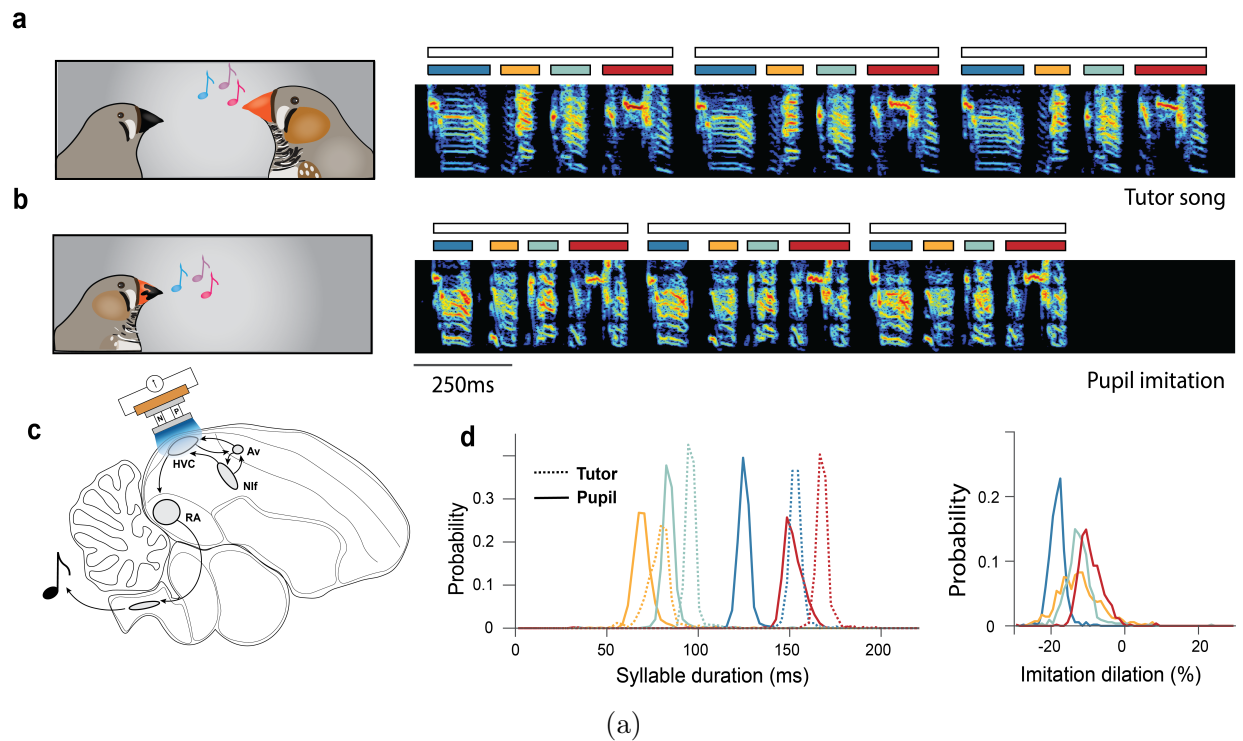 a
Tutor song
b
250ms
Pupil imitation
c
N P
HVC
Av
NIf
RA
d
Tutor
Pupil
Probability
0.3
0.2
0.1
0
0 50 100 150 200
Syllable duration (ms)
Probability
0.2
0.1
0
-20 0 20
Imitation dilation (%)
(a)